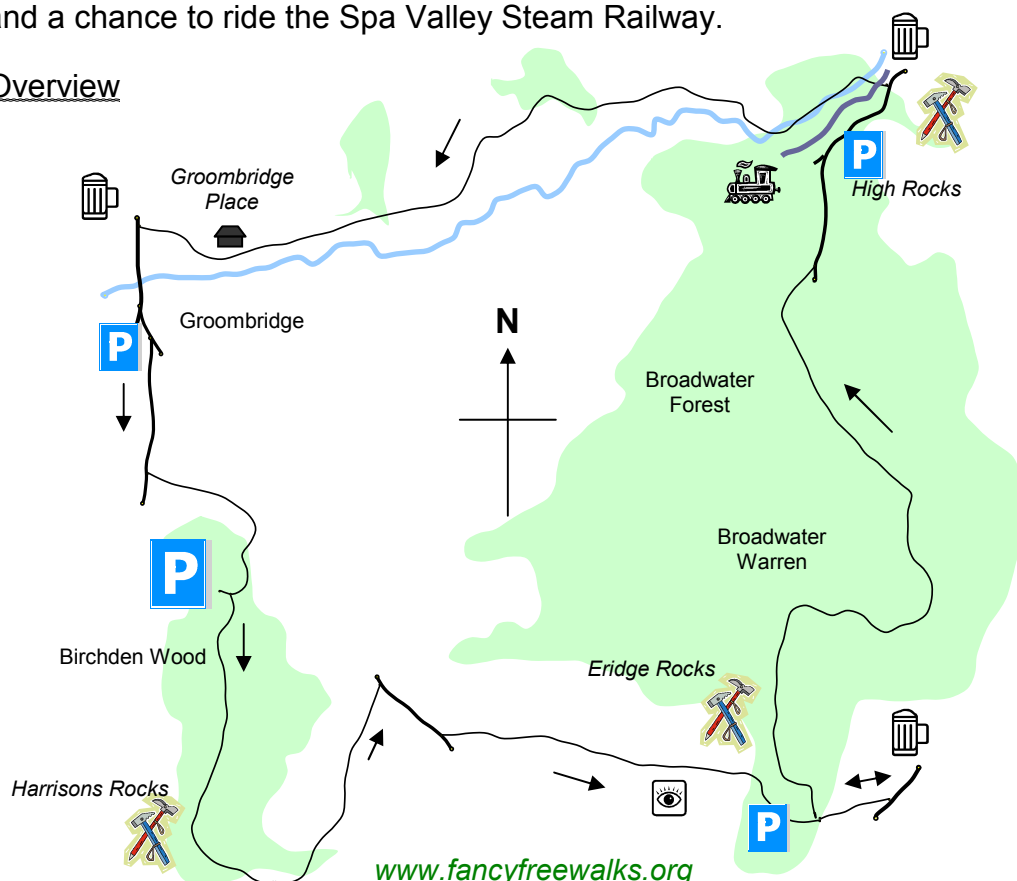 and a chance to ride the Spa Valley Steam Railway.
Overview
Groombridge
Place
P
High Rocks
Groombridge
P
N
Broadwater
Forest
Broadwater
Warren
P
Birchden Wood
Eridge Rocks
Harrisons Rocks
P
www.fancyfreewalks.org